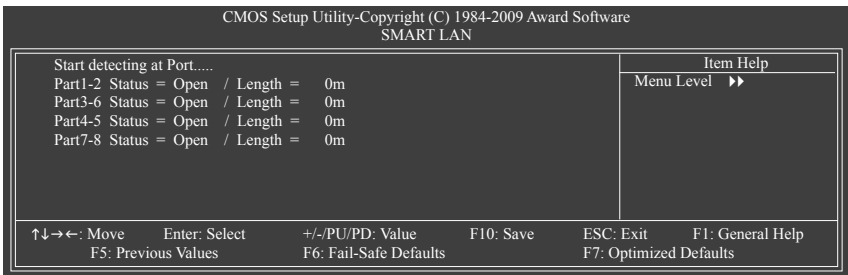 CMOS Setup Utility-Copyright (C) 1984-2009 Award Software
SMART LAN
Start detecting at Port.....
Part1-2 Status = Open / Length = 0m
Part3-6 Status = Open / Length = 0m
Part4-5 Status = Open / Length = 0m
Part7-8 Status = Open / Length = 0m
Item Help
Menu Level ▶▶
↑↓→←: Move Enter: Select +/-/PU/PD: Value F10: Save ESC: Exit F1: General Help
F5: Previous Values F6: Fail-Safe Defaults F7: Optimized Defaults